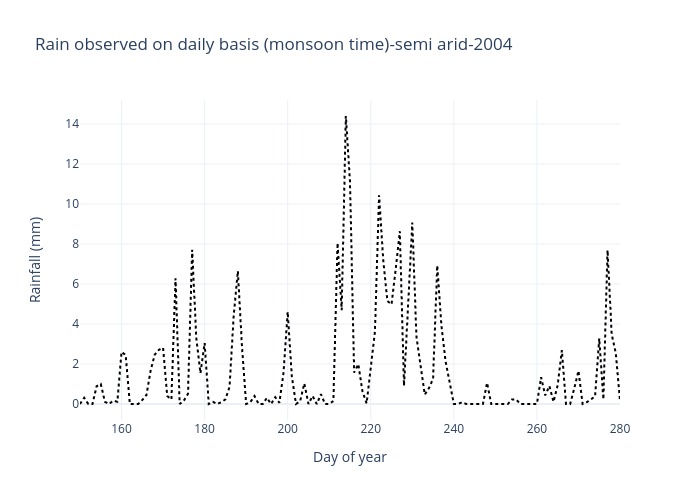 Rain observed on daily basis (monsoon time)-semi arid-2004
14
12
10
8
6
4
2
0
Rainfall (mm)
160 180 200 220 240 260 280
Day of year